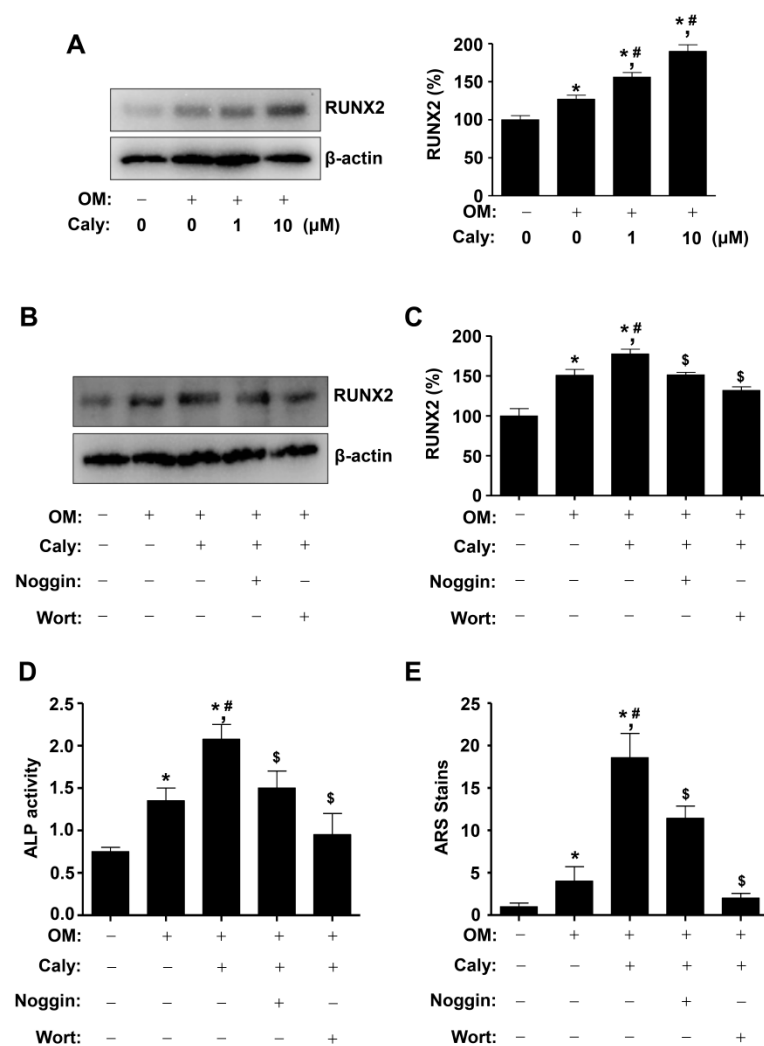 A
RUNX2
β-actin
OM: – + + +
Caly: 0 0 1 10 (μM)
* #
,
* #
,
*
200
150
100
50
0
RUNX2 (%)
OM: – + + +
Caly: 0 0 1 10 (μM)
B
RUNX2
β-actin
OM: – + + + +
Caly: – – + + +
Noggin: – – – + –
Wort: – – – – +
C
* #
,
*
$
$
200
150
100
50
0
RUNX2 (%)
OM: – + + + +
Caly: – – + + +
Noggin: – – – + –
Wort: – – – – +
D
* #
,
*
$
$
2.5
2.0
1.5
1.0
0.5
0.0
ALP activity
OM: – + + + +
Caly: – – + + +
Noggin: – – – + –
Wort: – – – – +
E
* #
,
*
$
$
25
20
15
10
5
0
ARS Stains
OM: – + + + +
Caly: – – + + +
Noggin: – – – + –
Wort: – – – – +